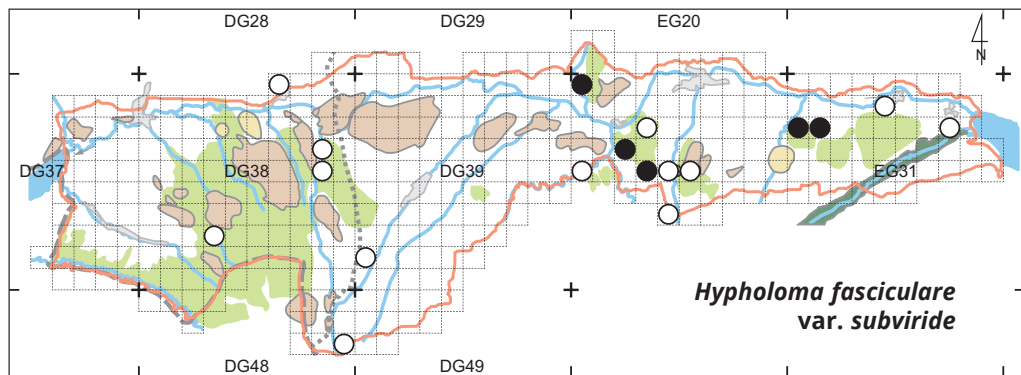 DG28 DG29 EG20
N
DG37 DG38 DG39 EG31
Hypholoma fasciculare
var. subviride
DG48 DG49